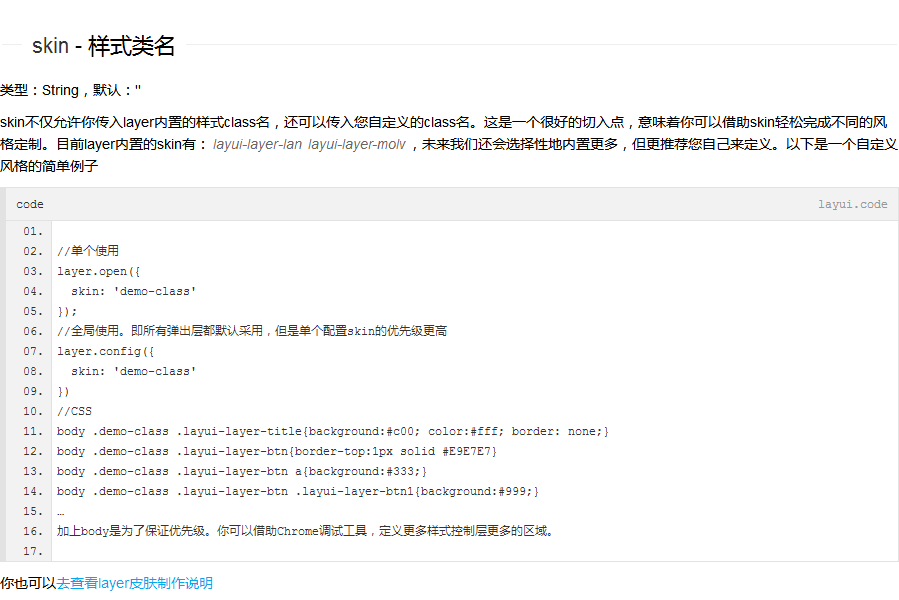 skin - 样式类名
类型：String，默认：''
skin不仅允许你传入layer内置的样式class名，还可以传入您自定义的class名。这是一个很好的切入点，意味着你可以借助skin轻松完成不同的风
格定制。目前layer内置的skin有： layui-layer-lan layui-layer-molv ，未来我们还会选择性地内置更多，但更推荐您自己来定义。以下是一个自定义
风格的简单例子
code layui.code
01.
02. //单个使用
03. layer.open({
04.   skin: 'demo-class'
05. });
06. //全局使用。即所有弹出层都默认采用，但是单个配置skin的优先级更高
07. layer.config({
08.   skin: 'demo-class'
09. })
10. //CSS
11. body .demo-class .layui-layer-title{background:#c00; color:#fff; border: none;}
12. body .demo-class .layui-layer-btn{border-top:1px solid #E9E7E7}
13. body .demo-class .layui-layer-btn a{background:#333;}
14. body .demo-class .layui-layer-btn .layui-layer-btn1{background:#999;}
15. …
16. 加上body是为了保证优先级。你可以借助Chrome调试工具，定义更多样式控制层更多的区域。
17.
你也可以去查看layer皮肤制作说明